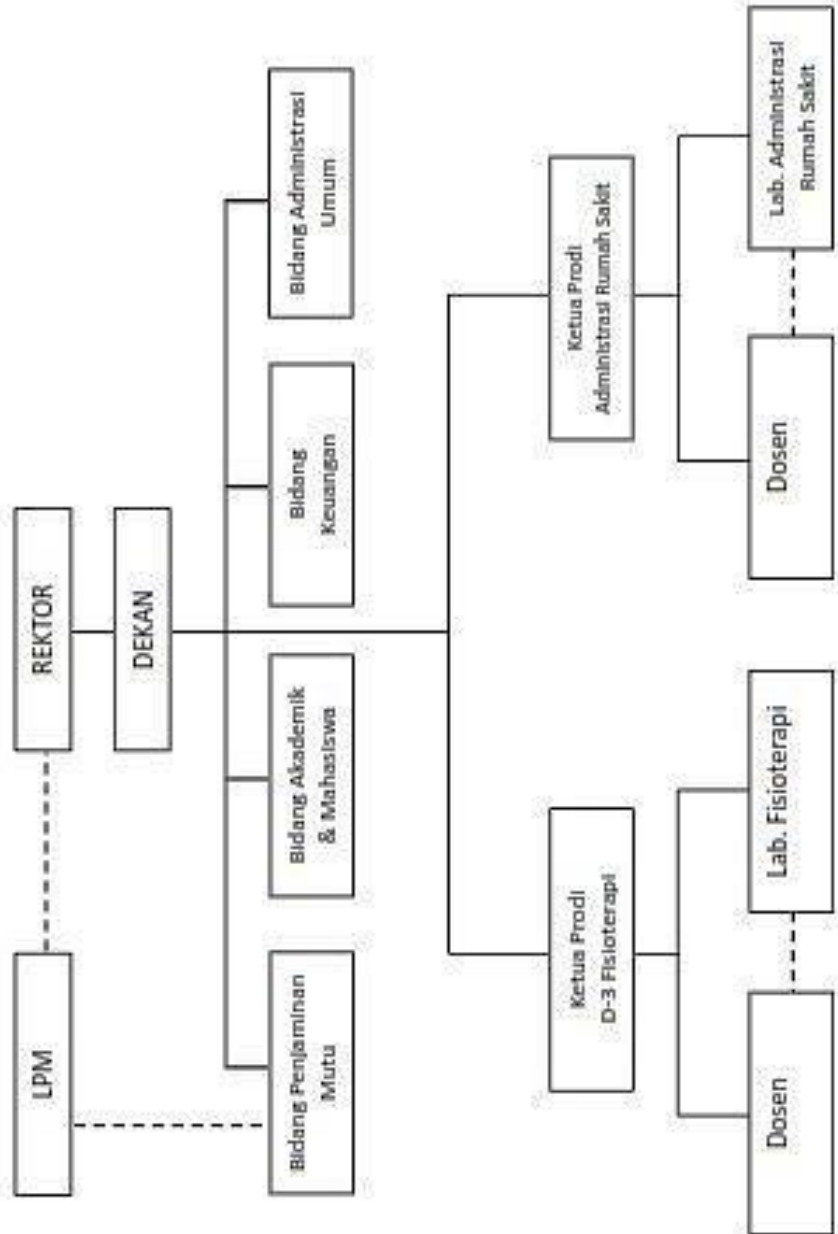 LPM
REKTOR
DEKAN
Bidang Penjaminan
Mutu
Bidang Akademik
& Mahasiswa
Bidang
Keuangan
Bidang Administrasi
Umum
Ketua Prodi
D-3 Fisioterapi
Ketua Prodi
Administrasi Rumah Sakit
Dosen
Lab. Fisioterapi
Dosen
Lab. Administrasi
Rumah Sakit